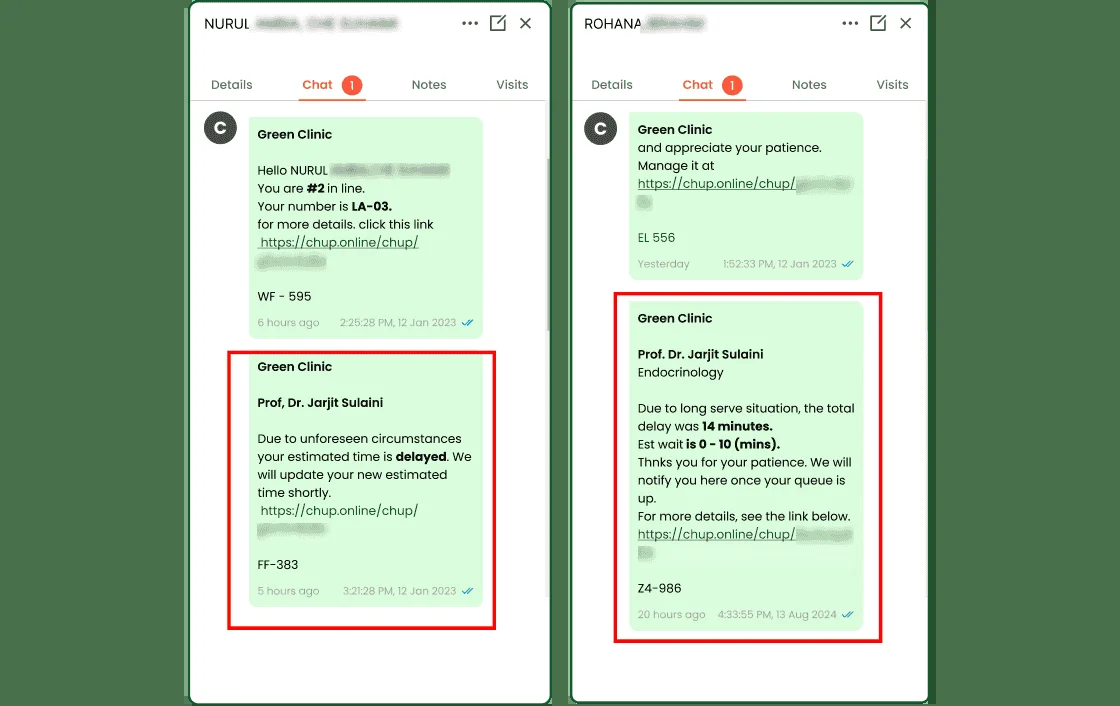 NURUL
Details
Chat 1
Notes
Visits
C
Green Clinic
Hello NURUL
You are #2 in line.
Your number is LA-03.
for more details. click this link
https://chup.online/chup/
WF - 595
6 hours ago 2:25:28 PM, 12 Jan 2023
Green Clinic
Prof, Dr. Jarjit Sulaini
Due to unforeseen circumstances
your estimated time is delayed. We
will update your new estimated
time shortly.
https://chup.online/chup/
FF-383
5 hours ago 3:21:28 PM, 12 Jan 2023
ROHANA
Details
Chat 1
Notes
Visits
C
Green Clinic
and appreciate your patience.
Manage it at
https://chup.online/chup/
EL 556
Yesterday 1:52:33 PM, 12 Jan 2023
Green Clinic
Prof. Dr. Jarjit Sulaini
Endocrinology
Due to long serve situation, the total
delay was 14 minutes.
Est wait is 0 - 10 (mins).
Thnks you for your patience. We will
notify you here once your queue is
up.
For more details, see the link below.
https://chup.online/chup/
Z4-986
20 hours ago 4:33:55 PM, 13 Aug 2024